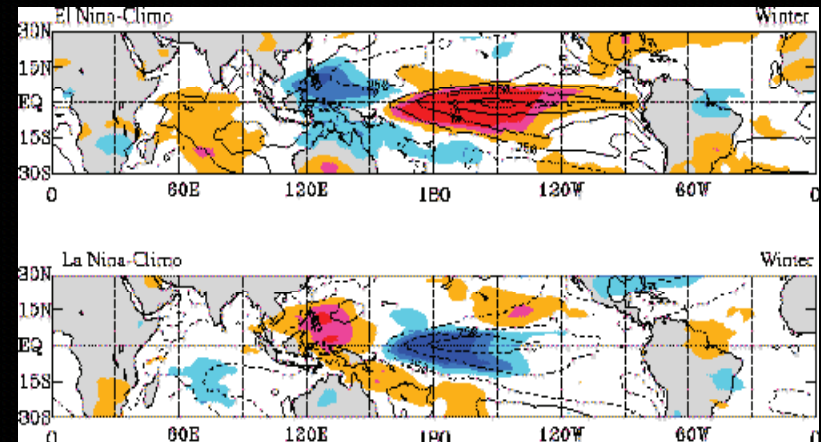 El Nino-Climo Winter
30N
15N
EQ
15S
30S
0 60E 120E 180 120W 60W 0
La Nina-Climo Winter
30N
15N
EQ
15S
30S
0 60E 120E 180 120W 60W 0